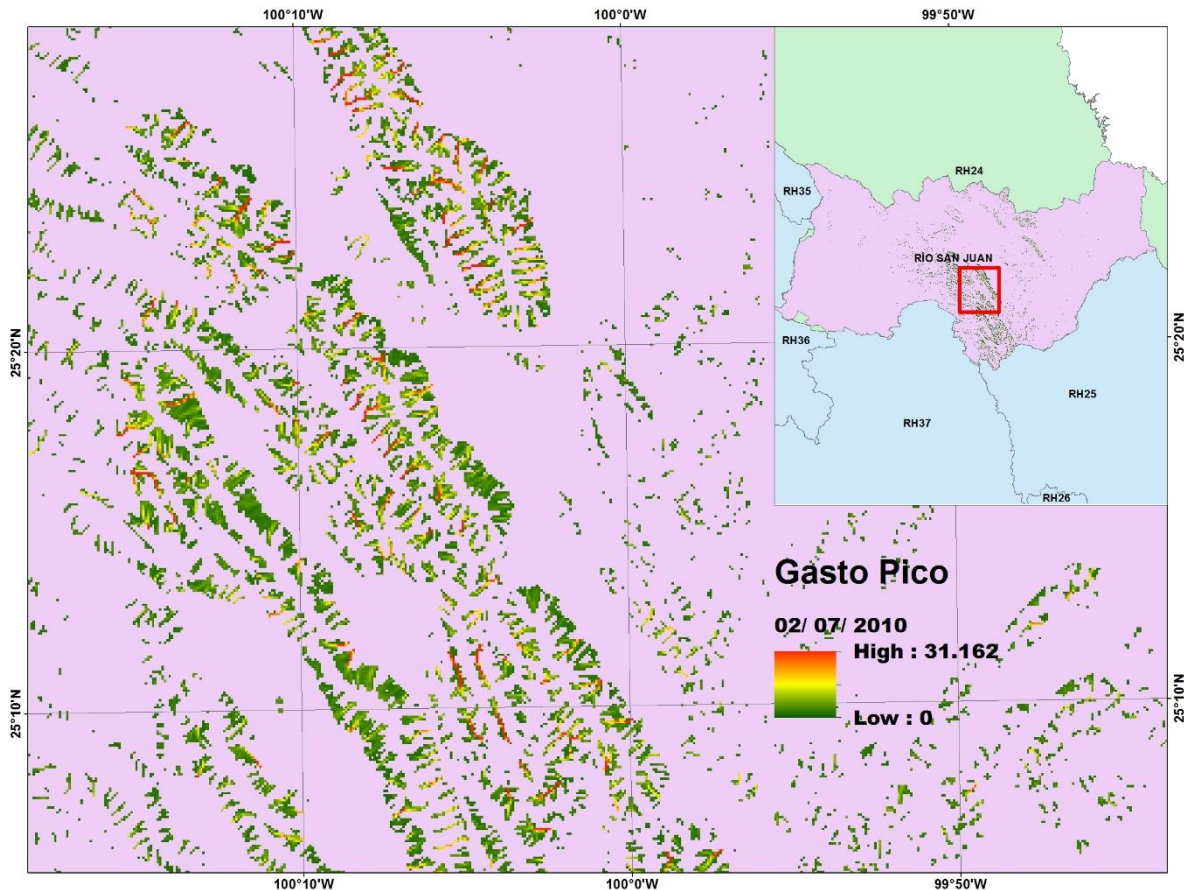 100°10'W
100°0'W
99°50'W
RH24
RH35
RÍO SAN JUAN
25°20'N
25°20'N
RH36
RH25
RH37
RH26
Gasto Pico
02/ 07/ 2010
High : 31.162
Low : 0
25°10'N
25°10'N
100°10'W
100°0'W
99°50'W